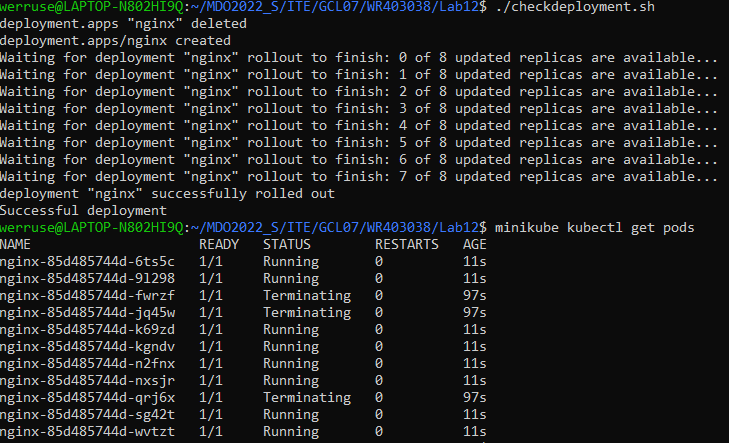 werruse@LAPTOP-N802HI9Q:~/MDO2022_S/ITE/GCL07/WR403038/Lab12$ ./checkdeployment.sh
deployment.apps "nginx" deleted
deployment.apps/nginx created
Waiting for deployment "nginx" rollout to finish: 0 of 8 updated replicas are available...
Waiting for deployment "nginx" rollout to finish: 1 of 8 updated replicas are available...
Waiting for deployment "nginx" rollout to finish: 2 of 8 updated replicas are available...
Waiting for deployment "nginx" rollout to finish: 3 of 8 updated replicas are available...
Waiting for deployment "nginx" rollout to finish: 4 of 8 updated replicas are available...
Waiting for deployment "nginx" rollout to finish: 5 of 8 updated replicas are available...
Waiting for deployment "nginx" rollout to finish: 6 of 8 updated replicas are available...
Waiting for deployment "nginx" rollout to finish: 7 of 8 updated replicas are available...
deployment "nginx" successfully rolled out
Successful deployment
werruse@LAPTOP-N802HI9Q:~/MDO2022_S/ITE/GCL07/WR403038/Lab12$ minikube kubectl get pods
NAME READY STATUS RESTARTS AGE
nginx-85d485744d-6ts5c 1/1 Running 0 11s
nginx-85d485744d-9l298 1/1 Running 0 11s
nginx-85d485744d-fwrzf 1/1 Terminating 0 97s
nginx-85d485744d-jq45w 1/1 Terminating 0 97s
nginx-85d485744d-k69zd 1/1 Running 0 11s
nginx-85d485744d-kgndv 1/1 Running 0 11s
nginx-85d485744d-n2fnx 1/1 Running 0 11s
nginx-85d485744d-nxsjr 1/1 Running 0 11s
nginx-85d485744d-qrj6x 1/1 Terminating 0 97s
nginx-85d485744d-sg42t 1/1 Running 0 11s
nginx-85d485744d-wvtzt 1/1 Running 0 11s